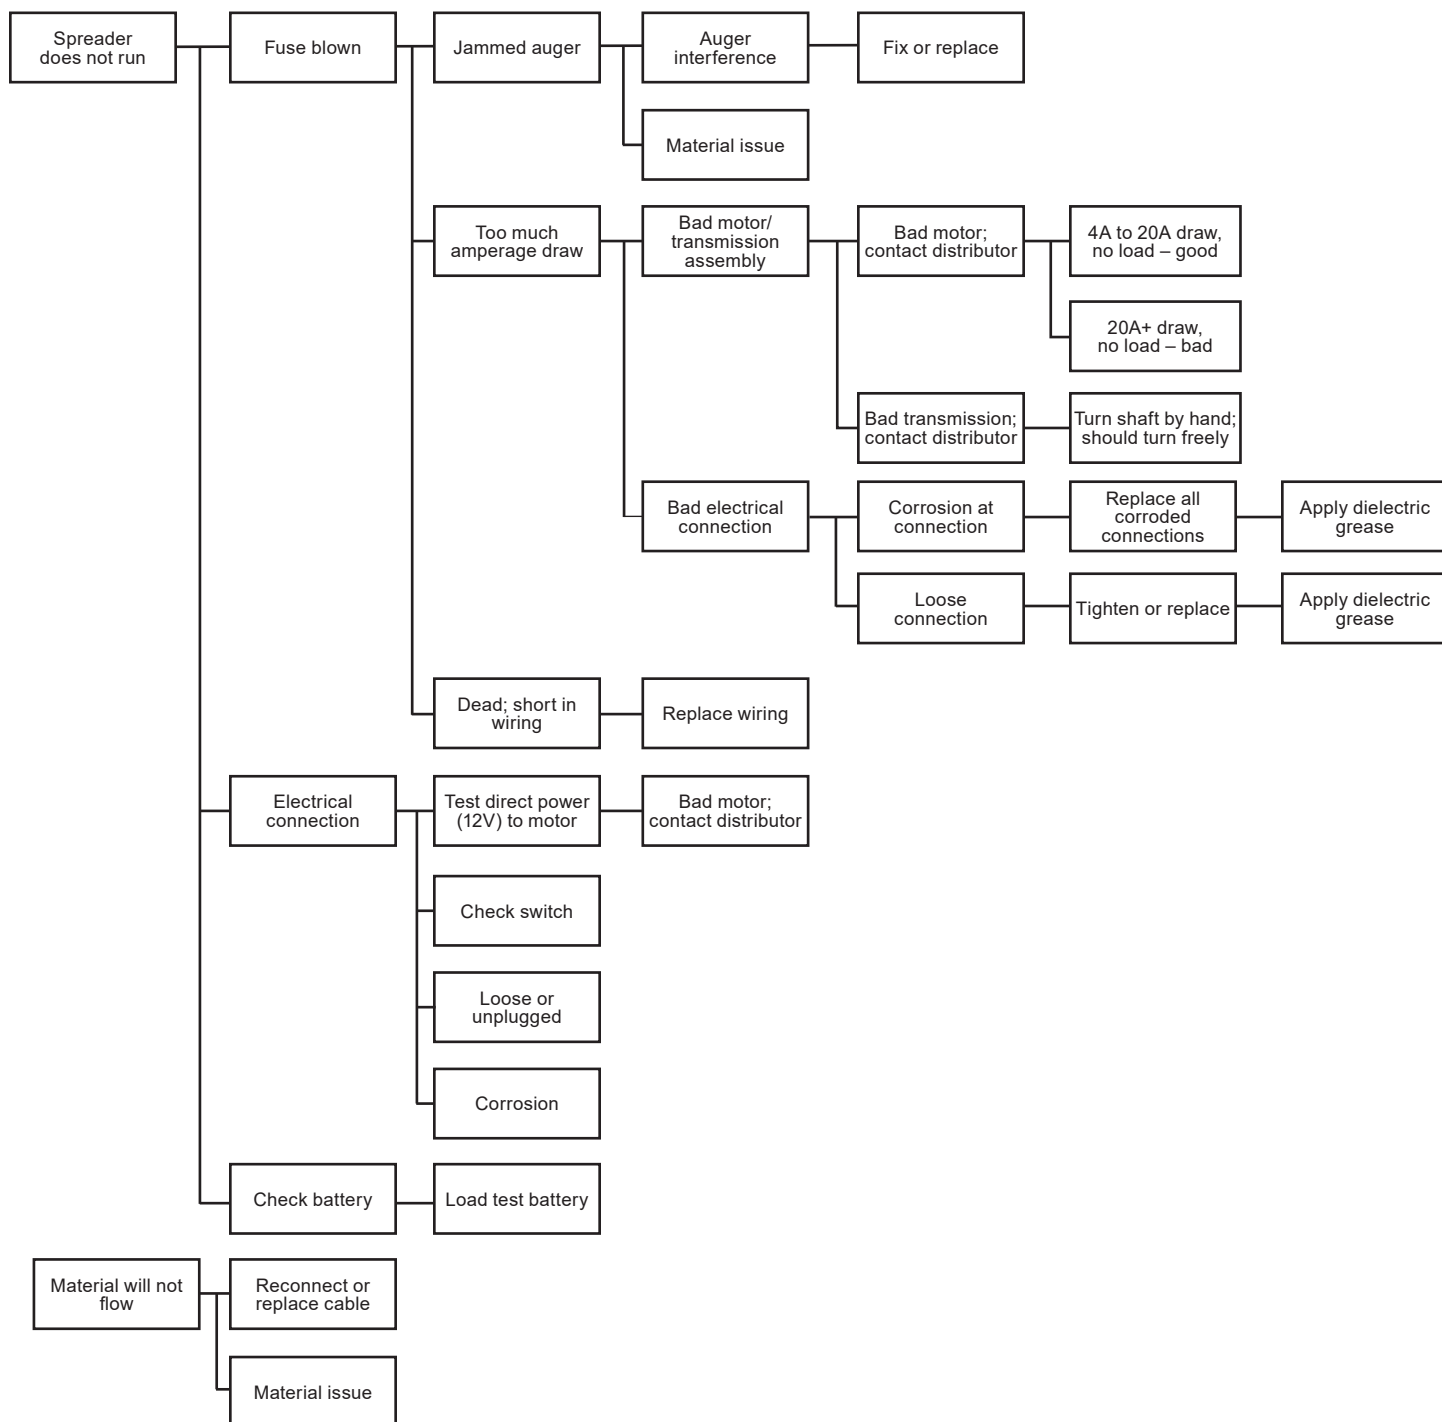 Spreader
does not run
Fuse blown
Jammed auger
Auger
interference
Fix or replace
Material issue
Too much
amperage draw
Bad motor/
transmission
assembly
Bad motor;
contact distributor
4A to 20A draw,
no load – good
20A+ draw,
no load – bad
Bad transmission;
contact distributor
Turn shaft by hand;
should turn freely
Bad electrical
connection
Corrosion at
connection
Replace all
corroded
connections
Apply dielectric
grease
Loose
connection
Tighten or replace
Apply dielectric
grease
Dead; short in
wiring
Replace wiring
Electrical
connection
Test direct power
(12V) to motor
Bad motor;
contact distributor
Check switch
Loose or
unplugged
Corrosion
Check battery
Load test battery
Material will not
flow
Reconnect or
replace cable
Material issue